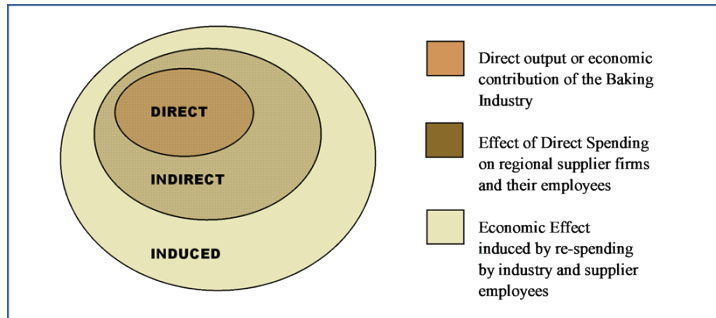 DIRECT
INDIRECT
INDUCED
Direct output or economic
contribution of the Baking
Industry
Effect of Direct Spending
on regional supplier firms
and their employees
Economic Effect
induced by re-spending
by industry and supplier
employees